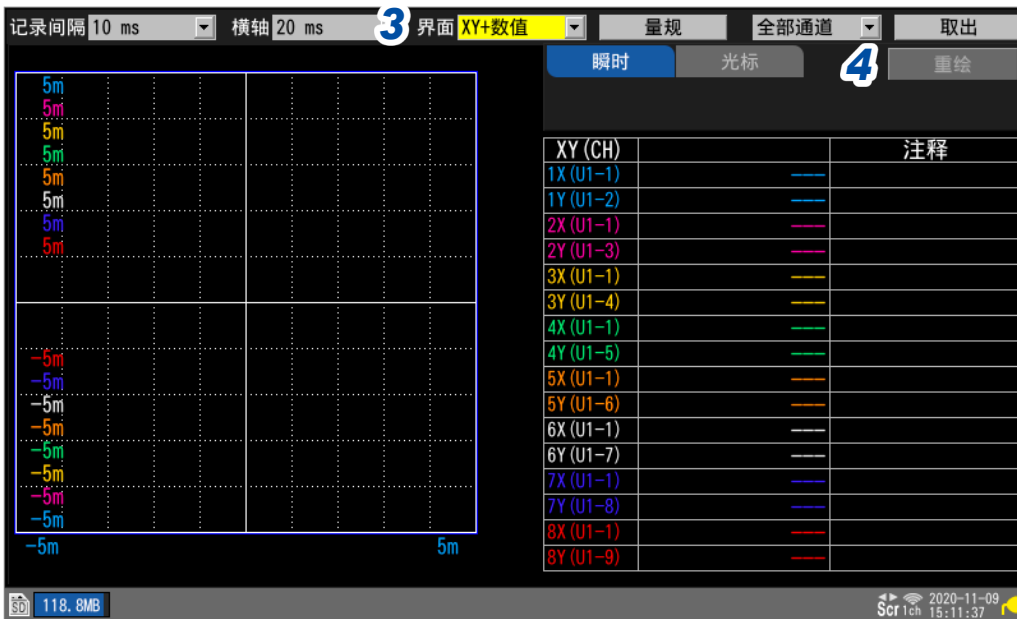 记录间隔 10 ms 横轴 20 ms 3 界面 XY+数值 量规 全部通道 取出
瞬时 光标 4 重绘
5m
5m
5m
5m
5m
5m
5m
5m
-5m
-5m
-5m
-5m
-5m
-5m
-5m
-5m
-5m 5m
XY(CH) 注释
1X(U1-1) ---
1Y(U1-2) ---
2X(U1-1) ---
2Y(U1-3) ---
3X(U1-1) ---
3Y(U1-4) ---
4X(U1-1) ---
4Y(U1-5) ---
5X(U1-1) ---
5Y(U1-6) ---
6X(U1-1) ---
6Y(U1-7) ---
7X(U1-1) ---
7Y(U1-8) ---
8X(U1-1) ---
8Y(U1-9) ---
SD 118.8MB Scr 1ch 2020-11-09
15:11:37